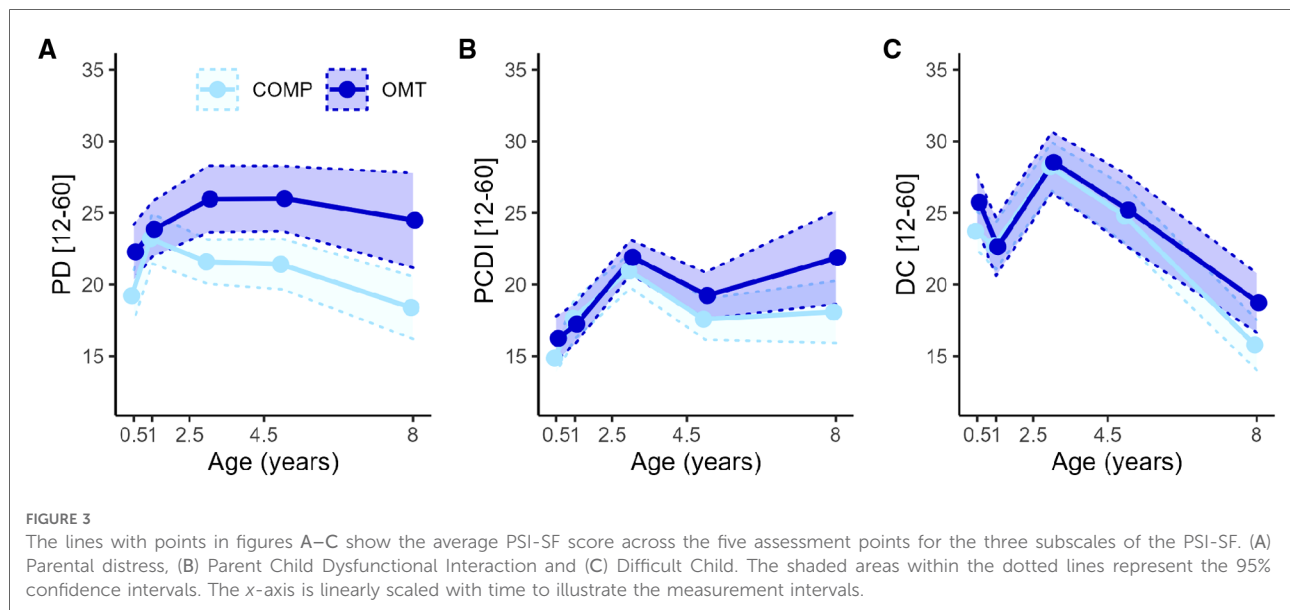 A
B
C
COMP
OMT
PD [12-60]
35
30
25
20
15
0.51
2.5
4.5
8
Age (years)
PCDI [12-60]
35
30
25
20
15
0.51
2.5
4.5
8
Age (years)
DC [12-60]
35
30
25
20
15
0.51
2.5
4.5
8
Age (years)
FIGURE 3
The lines with points in figures A–C show the average PSI-SF score across the five assessment points for the three subscales of the PSI-SF. (A)
Parental distress, (B) Parent Child Dysfunctional Interaction and (C) Difficult Child. The shaded areas within the dotted lines represent the 95%
confidence intervals. The x-axis is linearly scaled with time to illustrate the measurement intervals.